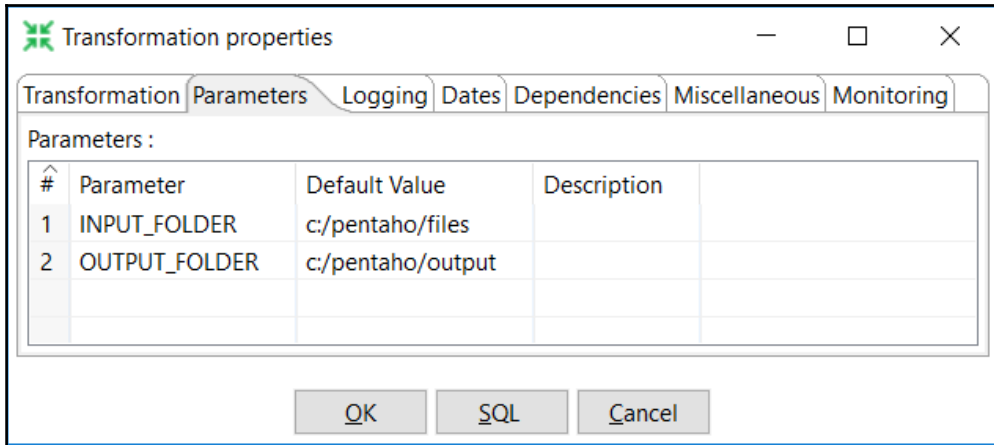 Transformation properties
Transformation Parameters Logging Dates Dependencies Miscellaneous Monitoring
Parameters :
# Parameter Default Value Description
1 INPUT_FOLDER c:/pentaho/files
2 OUTPUT_FOLDER c:/pentaho/output
OK SQL Cancel